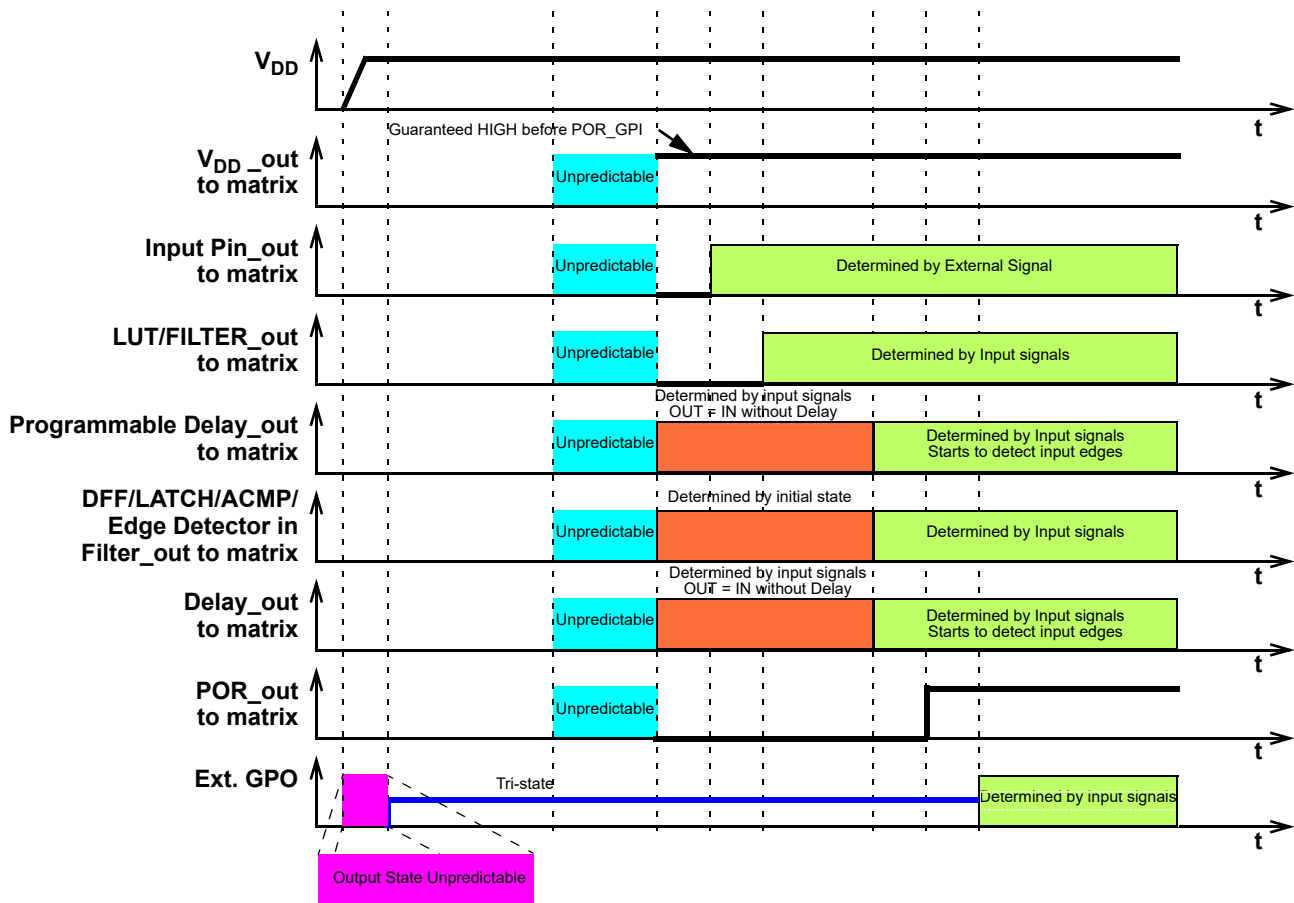 VDD
t
Guaranteed HIGH before POR_GPI
VDD _out
to matrix
Unpredictable
t
Input Pin_out
to matrix
Unpredictable
Determined by External Signal
t
LUT/FILTER_out
to matrix
Unpredictable
Determined by Input signals
t
Determined by input signals
OUT = IN without Delay
Programmable Delay_out
to matrix
Unpredictable
Determined by Input signals
Starts to detect input edges
t
DFF/LATCH/ACMP/
Edge Detector in
Filter_out to matrix
Determined by initial state
Unpredictable
Determined by Input signals
t
Determined by input signals
OUT = IN without Delay
Delay_out
to matrix
Unpredictable
Determined by Input signals
Starts to detect input edges
t
POR_out
to matrix
Unpredictable
t
Ext. GPO
Tri-state
Determined by input signals
t
Output State Unpredictable